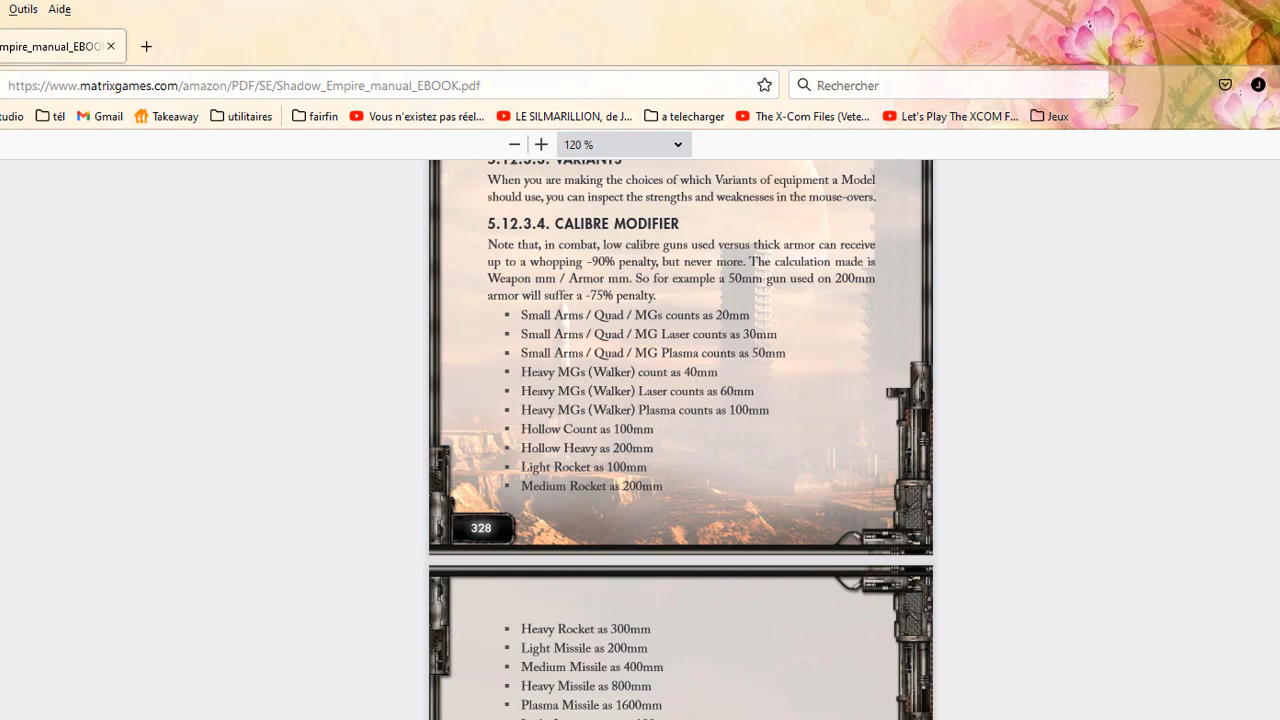 Outils Aide
mpire_manual_EBOO
https://www.matrixgames.com/amazon/PDF/SE/Shadow_Empire_manual_EBOOK.pdf
Rechercher
tudio tél Gmail Takeaway utilitaires fairfin Vous n'existez pas réel... LE SILMARILLION, de J... a telecharger The X-Com Files (Vete... Let's Play The XCOM F... Jeux
120 %
5.12.3.3. VARIANTS
When you are making the choices of which Variants of equipment a Model
should use, you can inspect the strengths and weaknesses in the mouse-overs.
5.12.3.4. CALIBRE MODIFIER
Note that, in combat, low calibre guns used versus thick armor can receive
up to a whopping -90% penalty, but never more. The calculation made is
Weapon mm / Armor mm. So for example a 50mm gun used on 200mm
armor will suffer a -75% penalty.
▪ Small Arms / Quad / MGs counts as 20mm
▪ Small Arms / Quad / MG Laser counts as 30mm
▪ Small Arms / Quad / MG Plasma counts as 50mm
▪ Heavy MGs (Walker) count as 40mm
▪ Heavy MGs (Walker) Laser counts as 60mm
▪ Heavy MGs (Walker) Plasma counts as 100mm
▪ Hollow Count as 100mm
▪ Hollow Heavy as 200mm
▪ Light Rocket as 100mm
▪ Medium Rocket as 200mm
328
▪ Heavy Rocket as 300mm
▪ Light Missile as 200mm
▪ Medium Missile as 400mm
▪ Heavy Missile as 800mm
▪ Plasma Missile as 1600mm